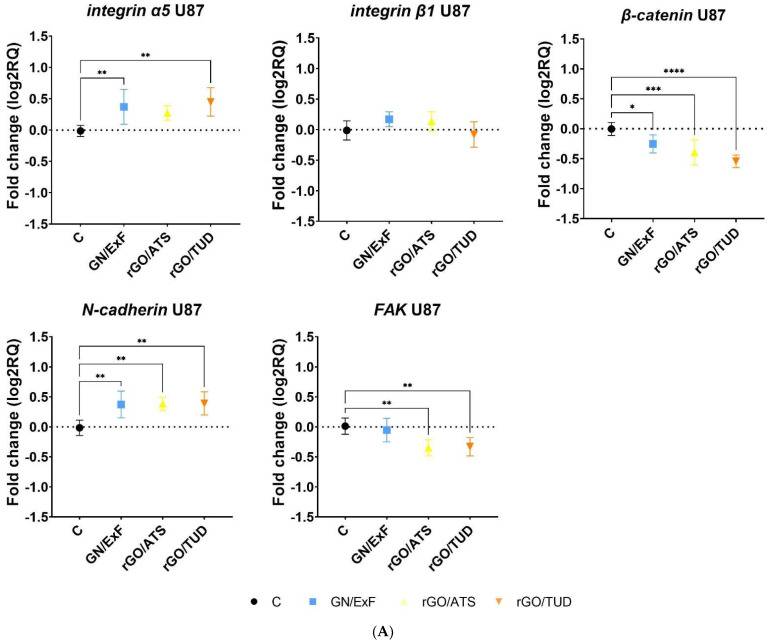 integrin α5 U87
**
**
Fold change (log2RQ)
1.5
1.0
0.5
0.0
-0.5
-1.0
-1.5
C
GN/ExF
rGO/ATS
rGO/TUD
integrin β1 U87
Fold change (log2RQ)
1.5
1.0
0.5
0.0
-0.5
-1.0
-1.5
C
GN/ExF
rGO/ATS
rGO/TUD
β-catenin U87
****
***
*
Fold change (log2RQ)
1.5
1.0
0.5
0.0
-0.5
-1.0
-1.5
C
GN/ExF
rGO/ATS
rGO/TUD
N-cadherin U87
**
**
**
Fold change (log2RQ)
1.5
1.0
0.5
0.0
-0.5
-1.0
-1.5
C
GN/ExF
rGO/ATS
rGO/TUD
FAK U87
**
**
Fold change (log2RQ)
1.5
1.0
0.5
0.0
-0.5
-1.0
-1.5
C
GN/ExF
rGO/ATS
rGO/TUD
C GN/ExF rGO/ATS rGO/TUD
(A)